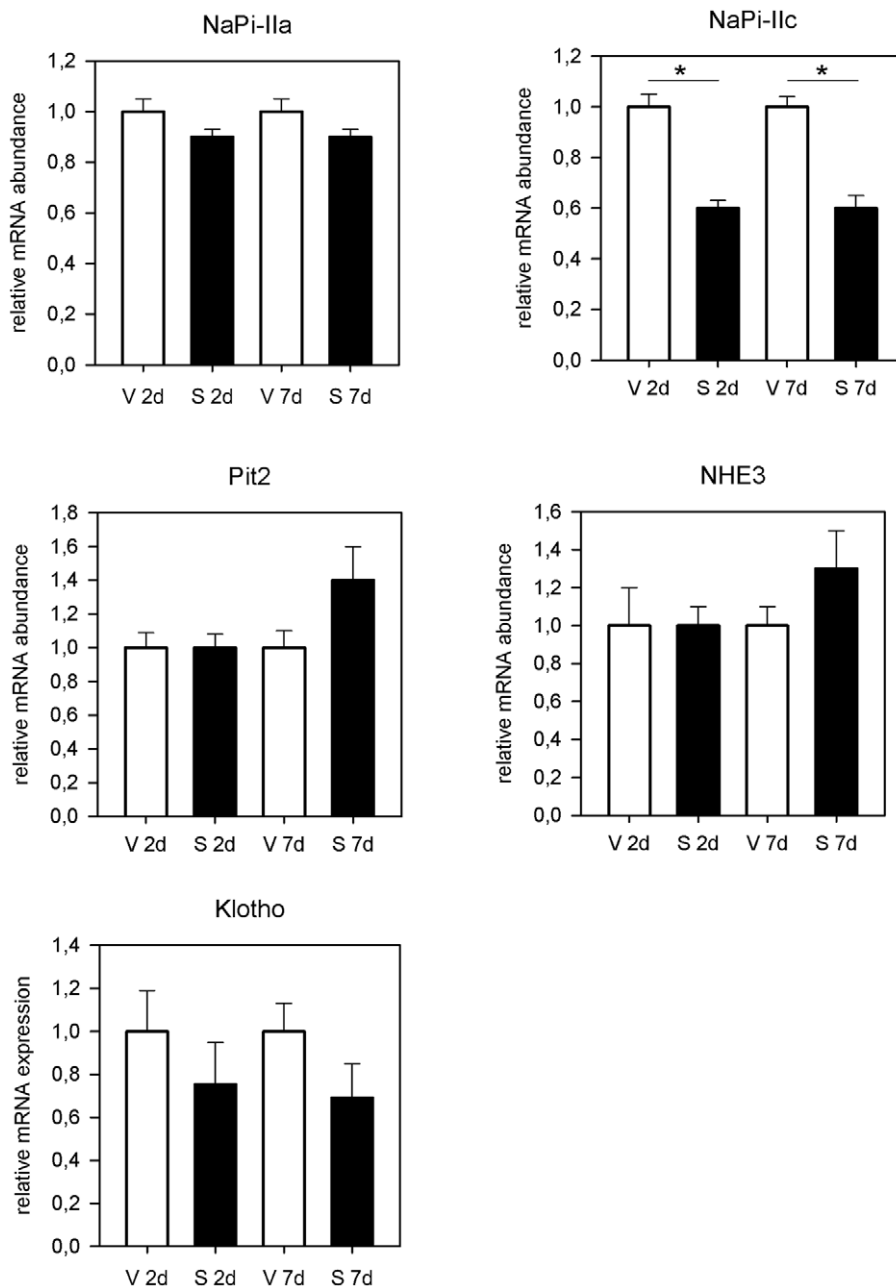 NaPi-IIa
relative mRNA abundance
1,2
1,0
0,8
0,6
0,4
0,2
0,0
V 2d S 2d V 7d S 7d
NaPi-IIc
relative mRNA abundance
1,2
1,0
0,8
0,6
0,4
0,2
0,0
* *
V 2d S 2d V 7d S 7d
Pit2
relative mRNA abundance
1,8
1,6
1,4
1,2
1,0
0,8
0,6
0,4
0,2
0,0
V 2d S 2d V 7d S 7d
NHE3
relative mRNA abundance
1,6
1,4
1,2
1,0
0,8
0,6
0,4
0,2
0,0
V 2d S 2d V 7d S 7d
Klotho
relative mRNA expression
1,4
1,2
1,0
0,8
0,6
0,4
0,2
0,0
V 2d S 2d V 7d S 7d